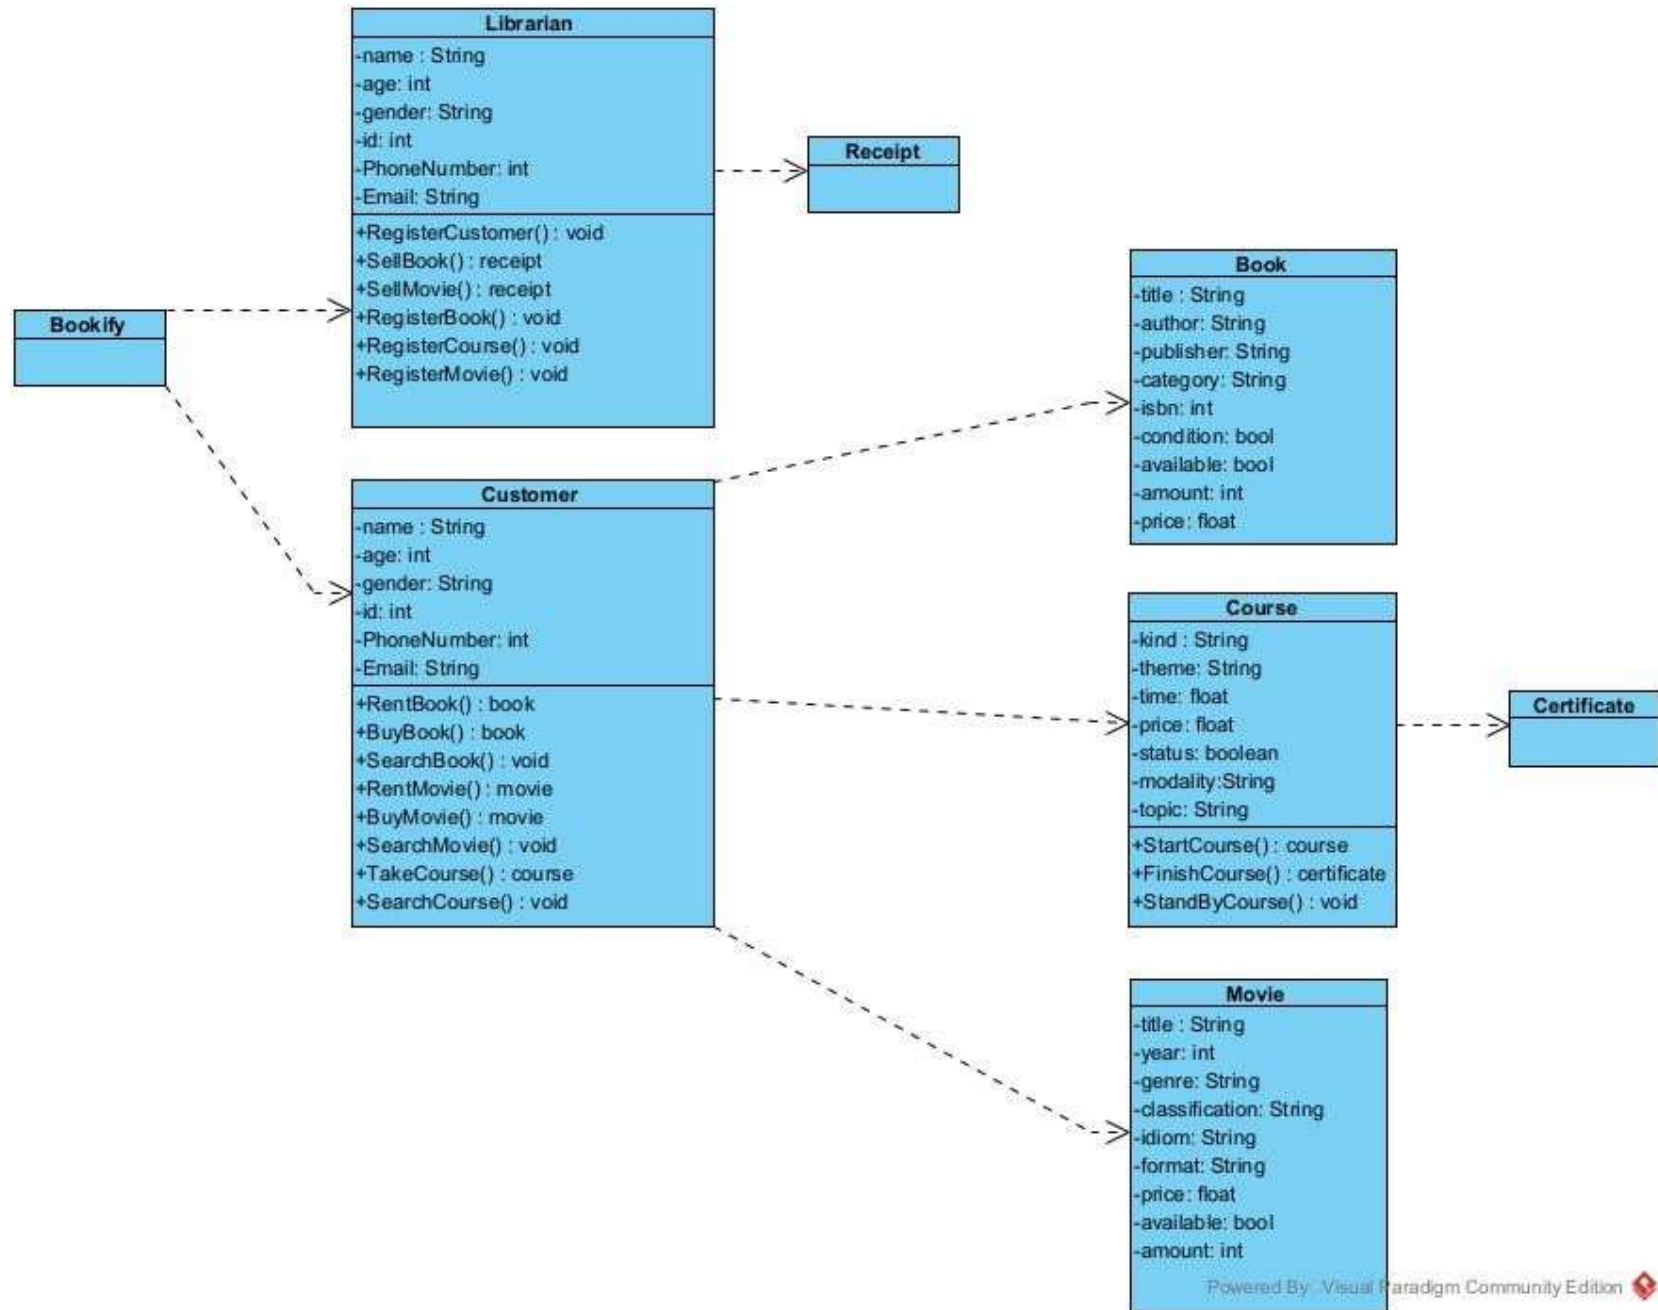 Librarian
-name : String
-age: int
-gender: String
-id: int
-PhoneNumber: int
-Email: String
+RegisterCustomer() : void
+SellBook() : receipt
+SellMovie() : receipt
+RegisterBook() : void
+RegisterCourse() : void
+RegisterMovie() : void
Receipt
Bookify
Customer
-name : String
-age: int
-gender: String
-id: int
-PhoneNumber: int
-Email: String
+RentBook() : book
+BuyBook() : book
+SearchBook() : void
+RentMovie() : movie
+BuyMovie() : movie
+SearchMovie() : void
+TakeCourse() : course
+SearchCourse() : void
Book
-title : String
-author: String
-publisher: String
-category: String
-isbn: int
-condition: bool
-available: bool
-amount: int
-price: float
Course
-kind : String
-theme: String
-time: float
-price: float
-status: boolean
-modality:String
-topic: String
+StartCourse() : course
+FinishCourse() : certificate
+StandByCourse() : void
Certificate
Movie
-title : String
-year: int
-genre: String
-classification: String
-idiom: String
-format: String
-price: float
-available: bool
-amount: int
Powered By Visual Paradigm Community Edition